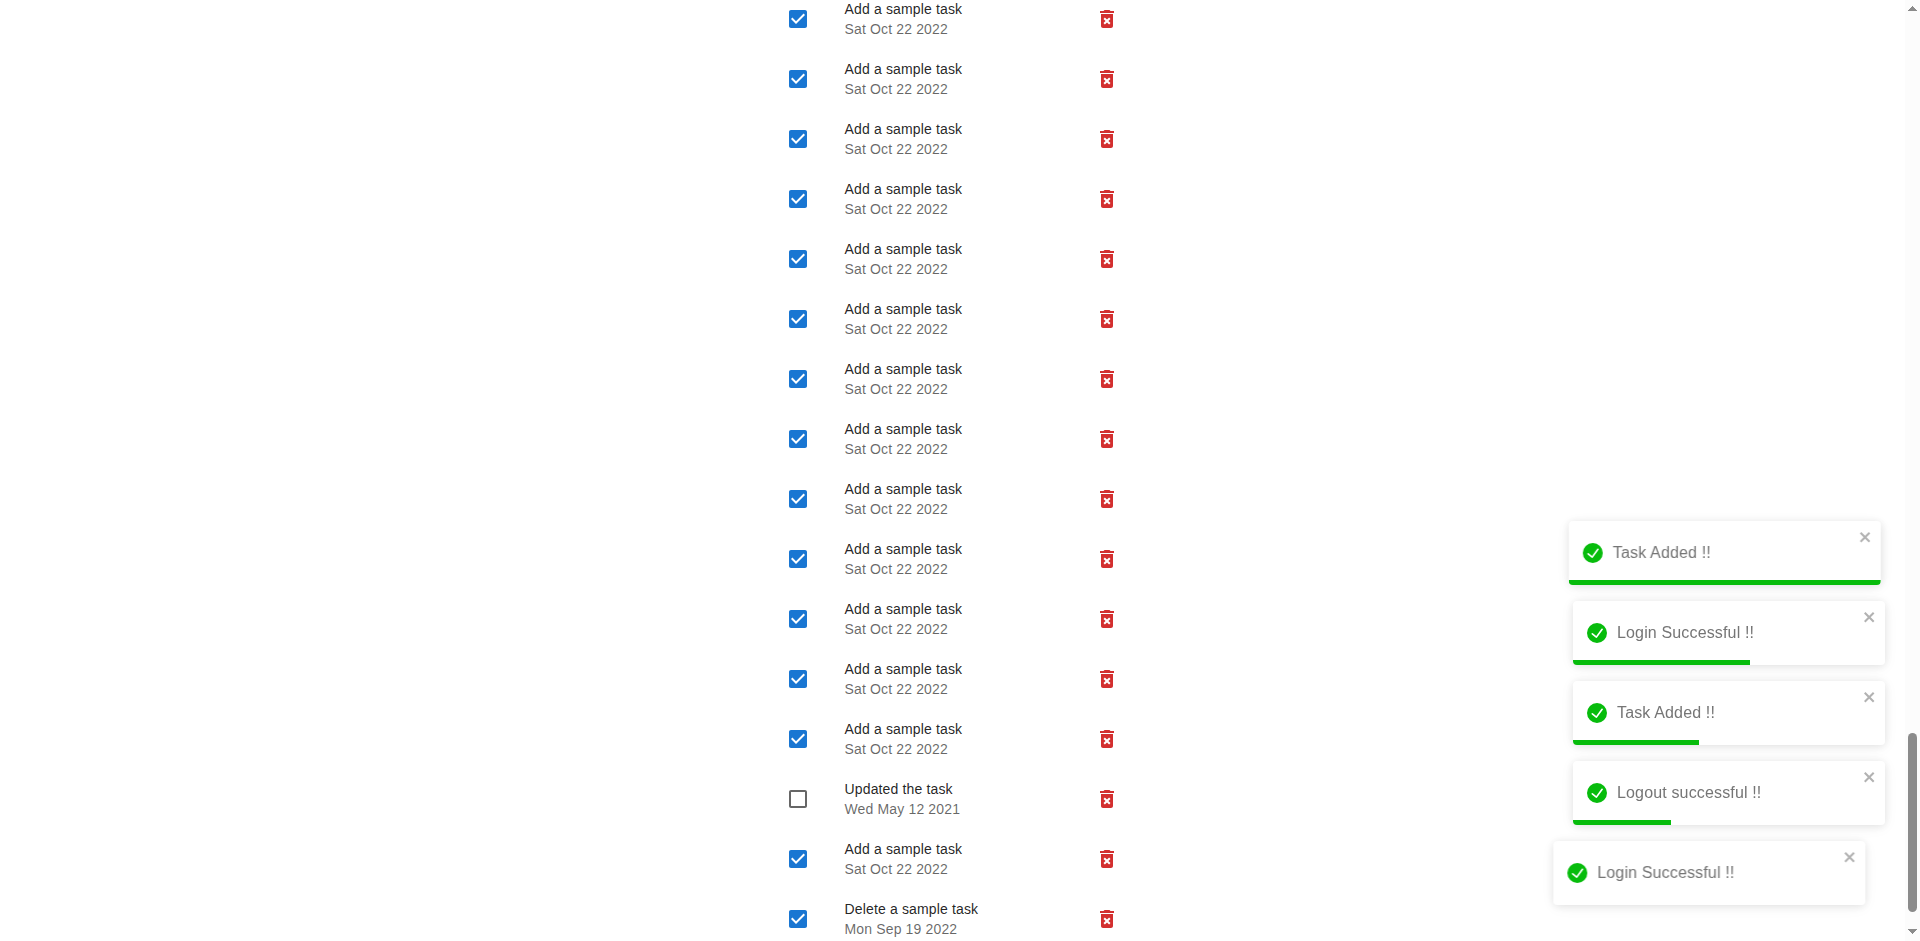 Add a sample task
Sat Oct 22 2022
Add a sample task
Sat Oct 22 2022
Add a sample task
Sat Oct 22 2022
Add a sample task
Sat Oct 22 2022
Add a sample task
Sat Oct 22 2022
Add a sample task
Sat Oct 22 2022
Add a sample task
Sat Oct 22 2022
Add a sample task
Sat Oct 22 2022
Add a sample task
Sat Oct 22 2022
Add a sample task
Sat Oct 22 2022
Add a sample task
Sat Oct 22 2022
Add a sample task
Sat Oct 22 2022
Add a sample task
Sat Oct 22 2022
Updated the task
Wed May 12 2021
Add a sample task
Sat Oct 22 2022
Delete a sample task
Mon Sep 19 2022
Task Added !!
Login Successful !!
Task Added !!
Logout successful !!
Login Successful !!